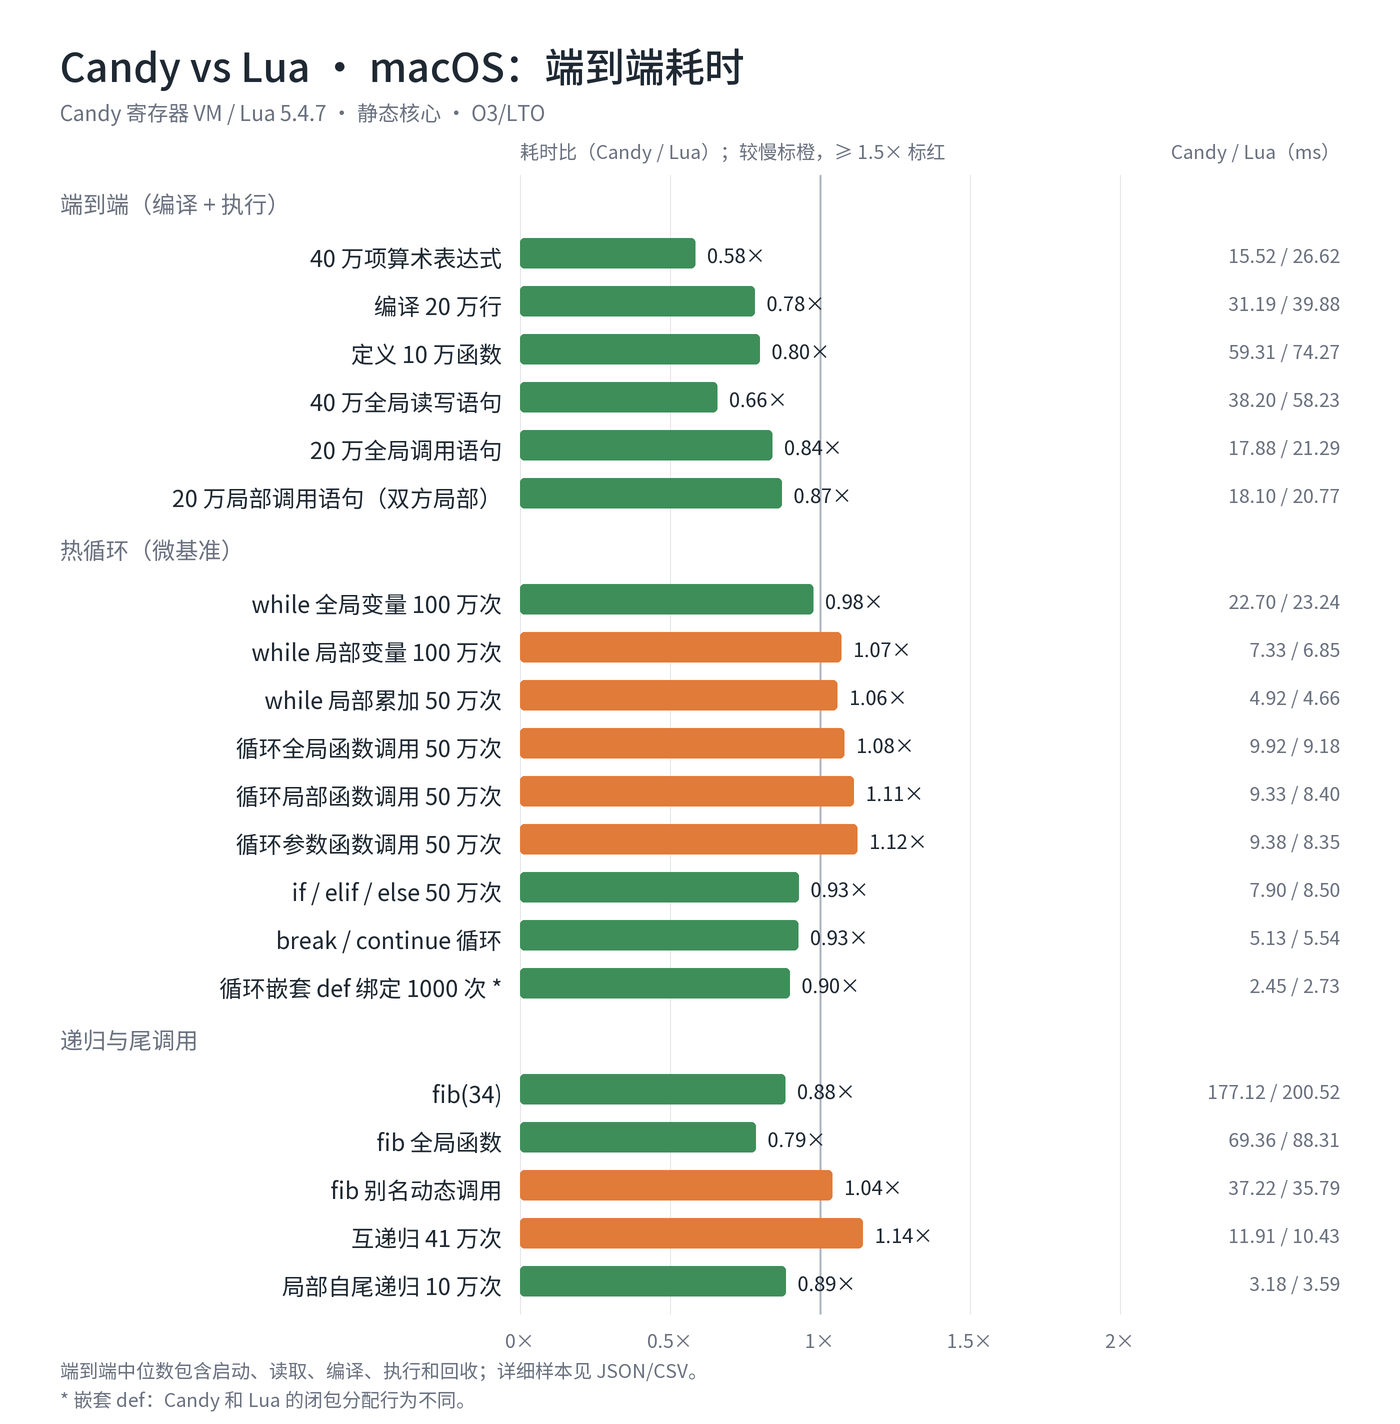 Candy vs Lua · macOS：端到端耗时
Candy 寄存器 VM / Lua 5.4.7 · 静态核心 · O3/LTO
耗时比（Candy / Lua）；较慢标橙，≥ 1.5× 标红 Candy / Lua（ms）
端到端（编译 + 执行）
40 万项算术表达式 0.58× 15.52 / 26.62
编译 20 万行 0.78× 31.19 / 39.88
定义 10 万函数 0.80× 59.31 / 74.27
40 万全局读写语句 0.66× 38.20 / 58.23
20 万全局调用语句 0.84× 17.88 / 21.29
20 万局部调用语句（双方局部） 0.87× 18.10 / 20.77
热循环（微基准）
while 全局变量 100 万次 0.98× 22.70 / 23.24
while 局部变量 100 万次 1.07× 7.33 / 6.85
while 局部累加 50 万次 1.06× 4.92 / 4.66
循环全局函数调用 50 万次 1.08× 9.92 / 9.18
循环局部函数调用 50 万次 1.11× 9.33 / 8.40
循环参数函数调用 50 万次 1.12× 9.38 / 8.35
if / elif / else 50 万次 0.93× 7.90 / 8.50
break / continue 循环 0.93× 5.13 / 5.54
循环嵌套 def 绑定 1000 次 * 0.90× 2.45 / 2.73
递归与尾调用
fib(34) 0.88× 177.12 / 200.52
fib 全局函数 0.79× 69.36 / 88.31
fib 别名动态调用 1.04× 37.22 / 35.79
互递归 41 万次 1.14× 11.91 / 10.43
局部自尾递归 10 万次 0.89× 3.18 / 3.59
0× 0.5× 1× 1.5× 2×
端到端中位数包含启动、读取、编译、执行和回收；详细样本见 JSON/CSV。
* 嵌套 def：Candy 和 Lua 的闭包分配行为不同。